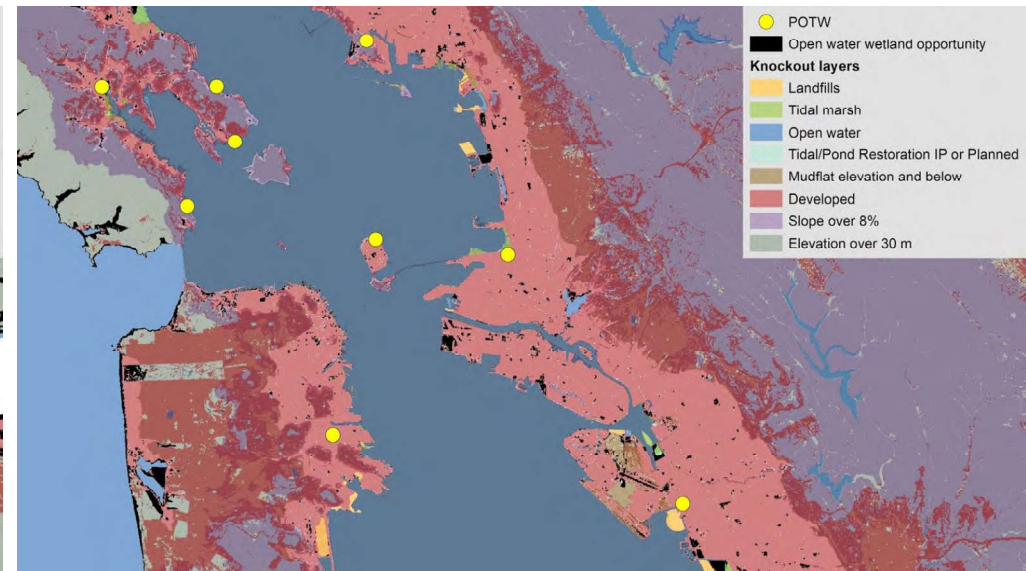 POTW
Open water wetland opportunity
Knockout layers
Landfills
Tidal marsh
Open water
Tidal/Pond Restoration IP or Planned
Mudflat elevation and below
Developed
Slope over 8%
Elevation over 30 m